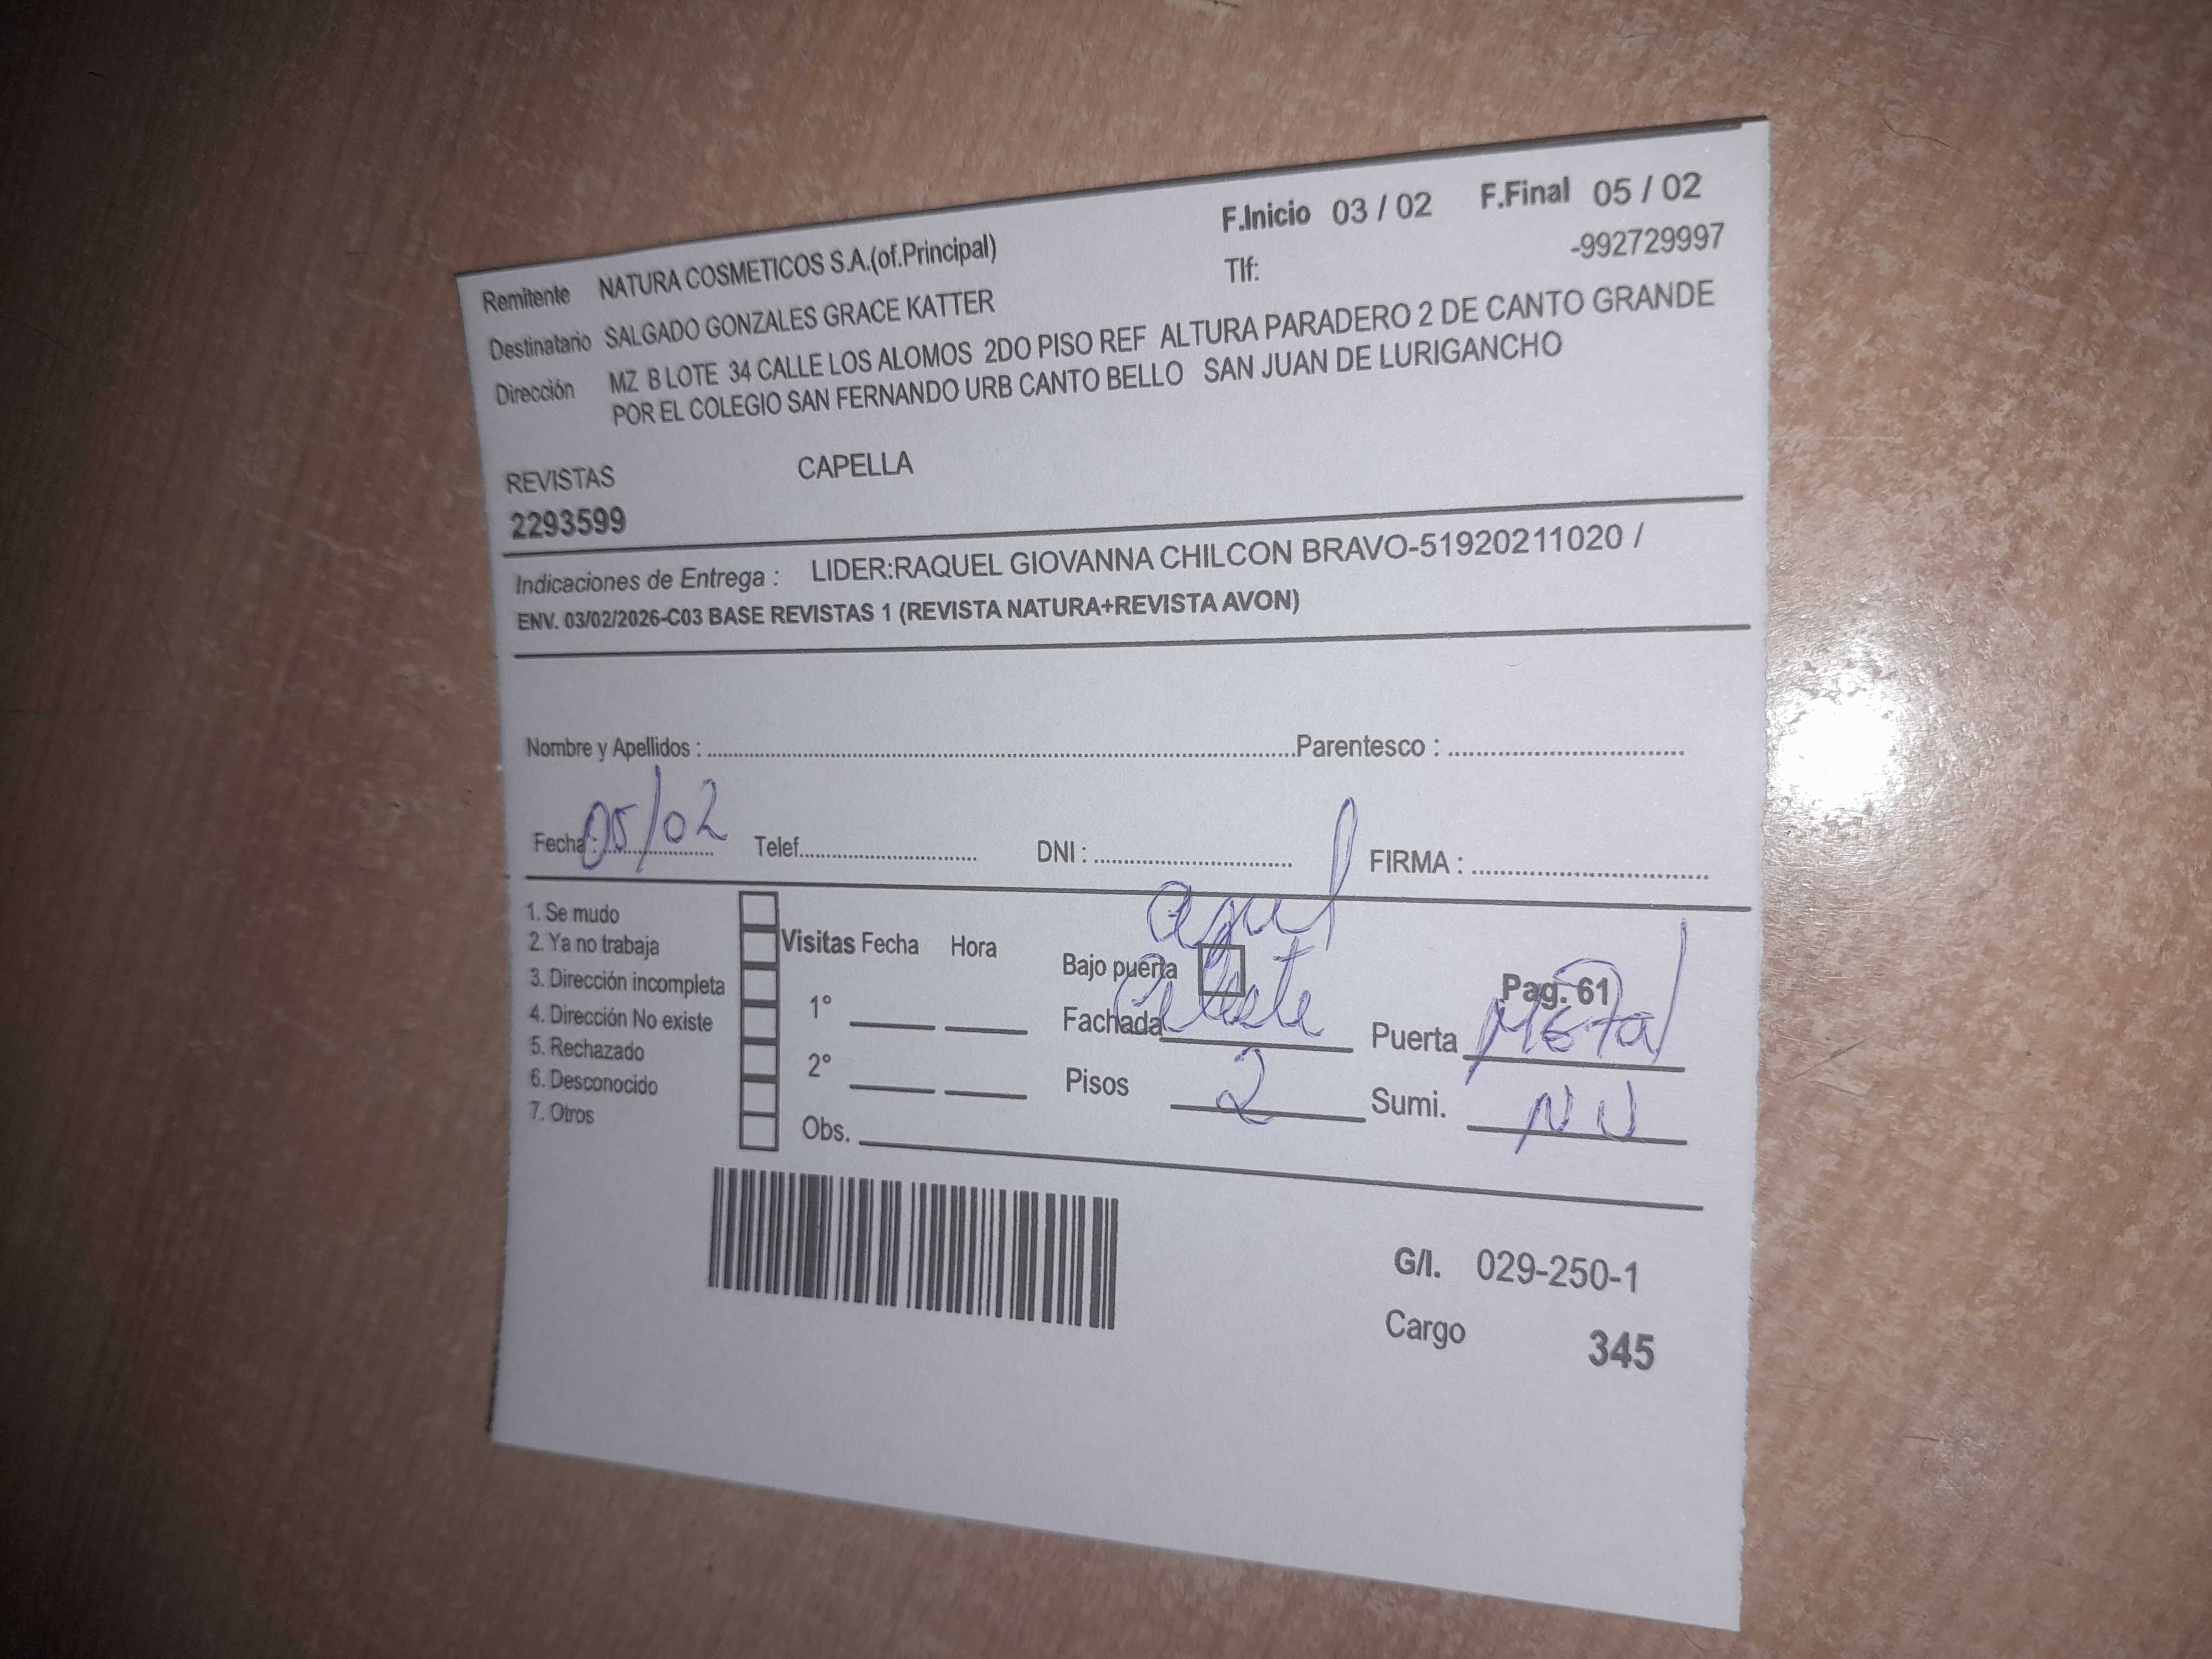 F.Inicio 03 / 02 F.Final 05 / 02
Remitente NATURA COSMETICOS S.A.(of.Principal) Tlf: -992729997
Destinatario SALGADO GONZALES GRACE KATTER
Dirección MZ B LOTE 34 CALLE LOS ALOMOS 2DO PISO REF ALTURA PARADERO 2 DE CANTO GRANDE
POR EL COLEGIO SAN FERNANDO URB CANTO BELLO SAN JUAN DE LURIGANCHO
REVISTAS CAPELLA
2293599
Indicaciones de Entrega : LIDER:RAQUEL GIOVANNA CHILCON BRAVO-51920211020 /
ENV. 03/02/2026-C03 BASE REVISTAS 1 (REVISTA NATURA+REVISTA AVON)
Nombre y Apellidos : Parentesco :
Fecha : 05/02 Telef. DNI : FIRMA :
1. Se mudo
2. Ya no trabaja
3. Dirección incompleta
4. Dirección No existe
5. Rechazado
6. Desconocido
7. Otros
Visitas Fecha Hora
1°
2°
Obs.
azul
Bajo puerta Pag. 61
Fachada celeste Puerta Metal
Pisos 2 Sumi. NV
G/I. 029-250-1
Cargo 345